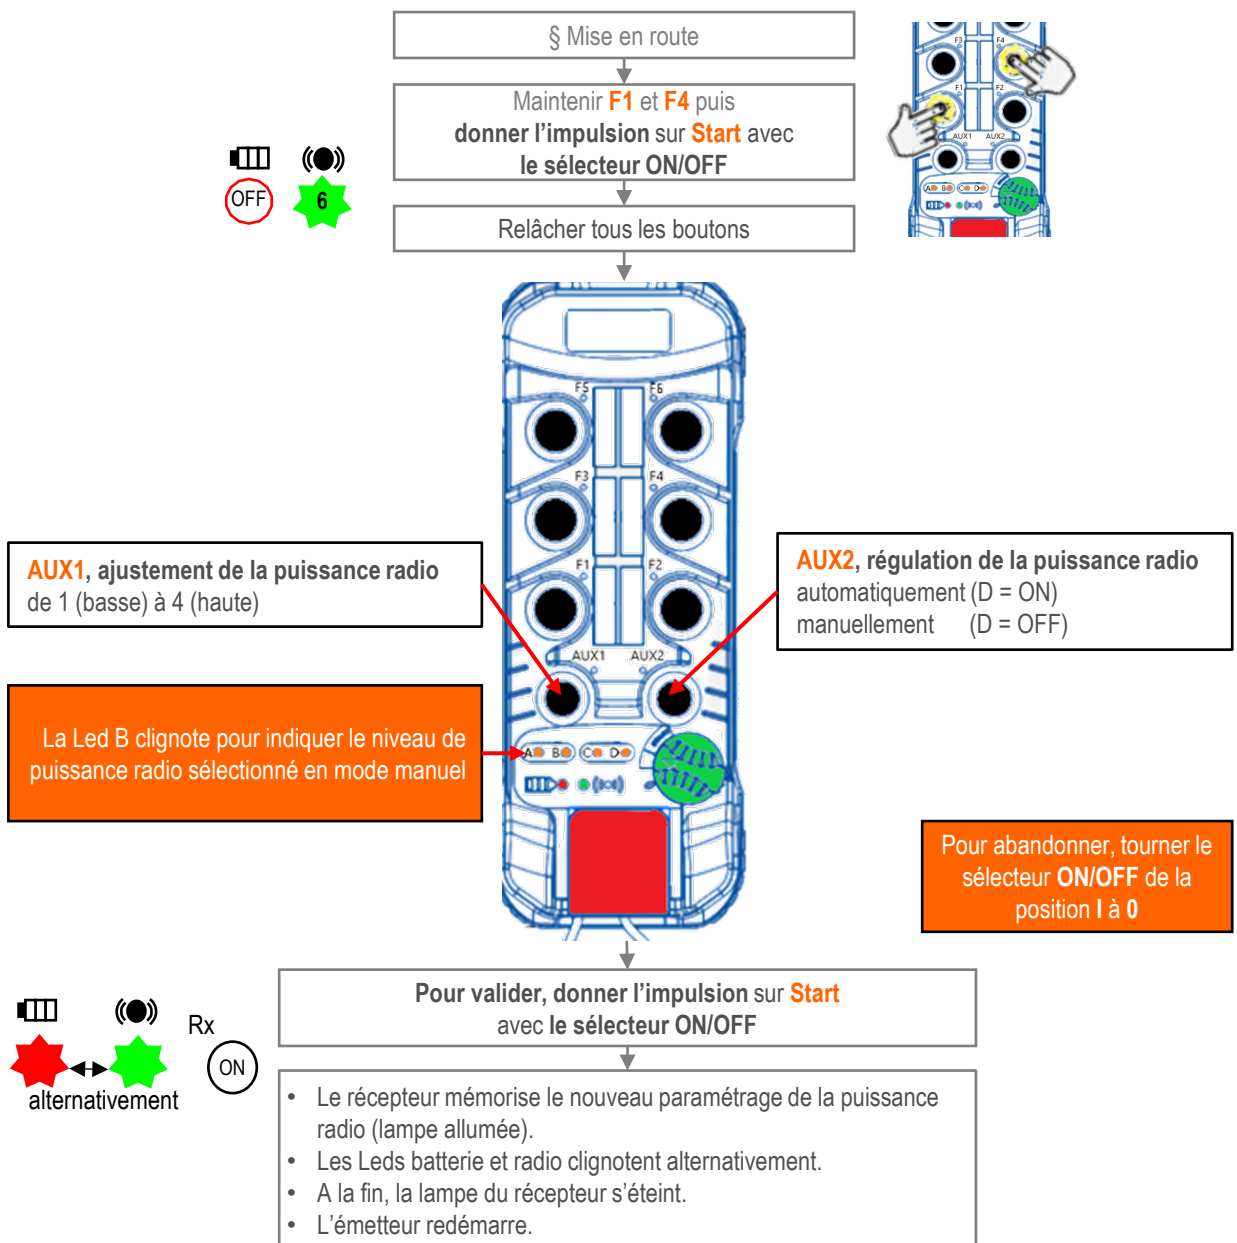 § Mise en route
Maintenir F1 et F4 puis
donner l’impulsion sur Start avec
le sélecteur ON/OFF
OFF
6
Relâcher tous les boutons
F3 F4
F1 F2
AUX1 AUX2
A B C D
F5 F6
F3 F4
F1 F2
AUX1 AUX2
A B C D
AUX1, ajustement de la puissance radio
de 1 (basse) à 4 (haute)
AUX2, régulation de la puissance radio
automatiquement (D = ON)
manuellement (D = OFF)
La Led B clignote pour indiquer le niveau de
puissance radio sélectionné en mode manuel
Pour abandonner, tourner le
sélecteur ON/OFF de la
position I à 0
Pour valider, donner l’impulsion sur Start
avec le sélecteur ON/OFF
Rx
ON
alternativement
• Le récepteur mémorise le nouveau paramétrage de la puissance
radio (lampe allumée).
• Les Leds batterie et radio clignotent alternativement.
• A la fin, la lampe du récepteur s’éteint.
• L’émetteur redémarre.